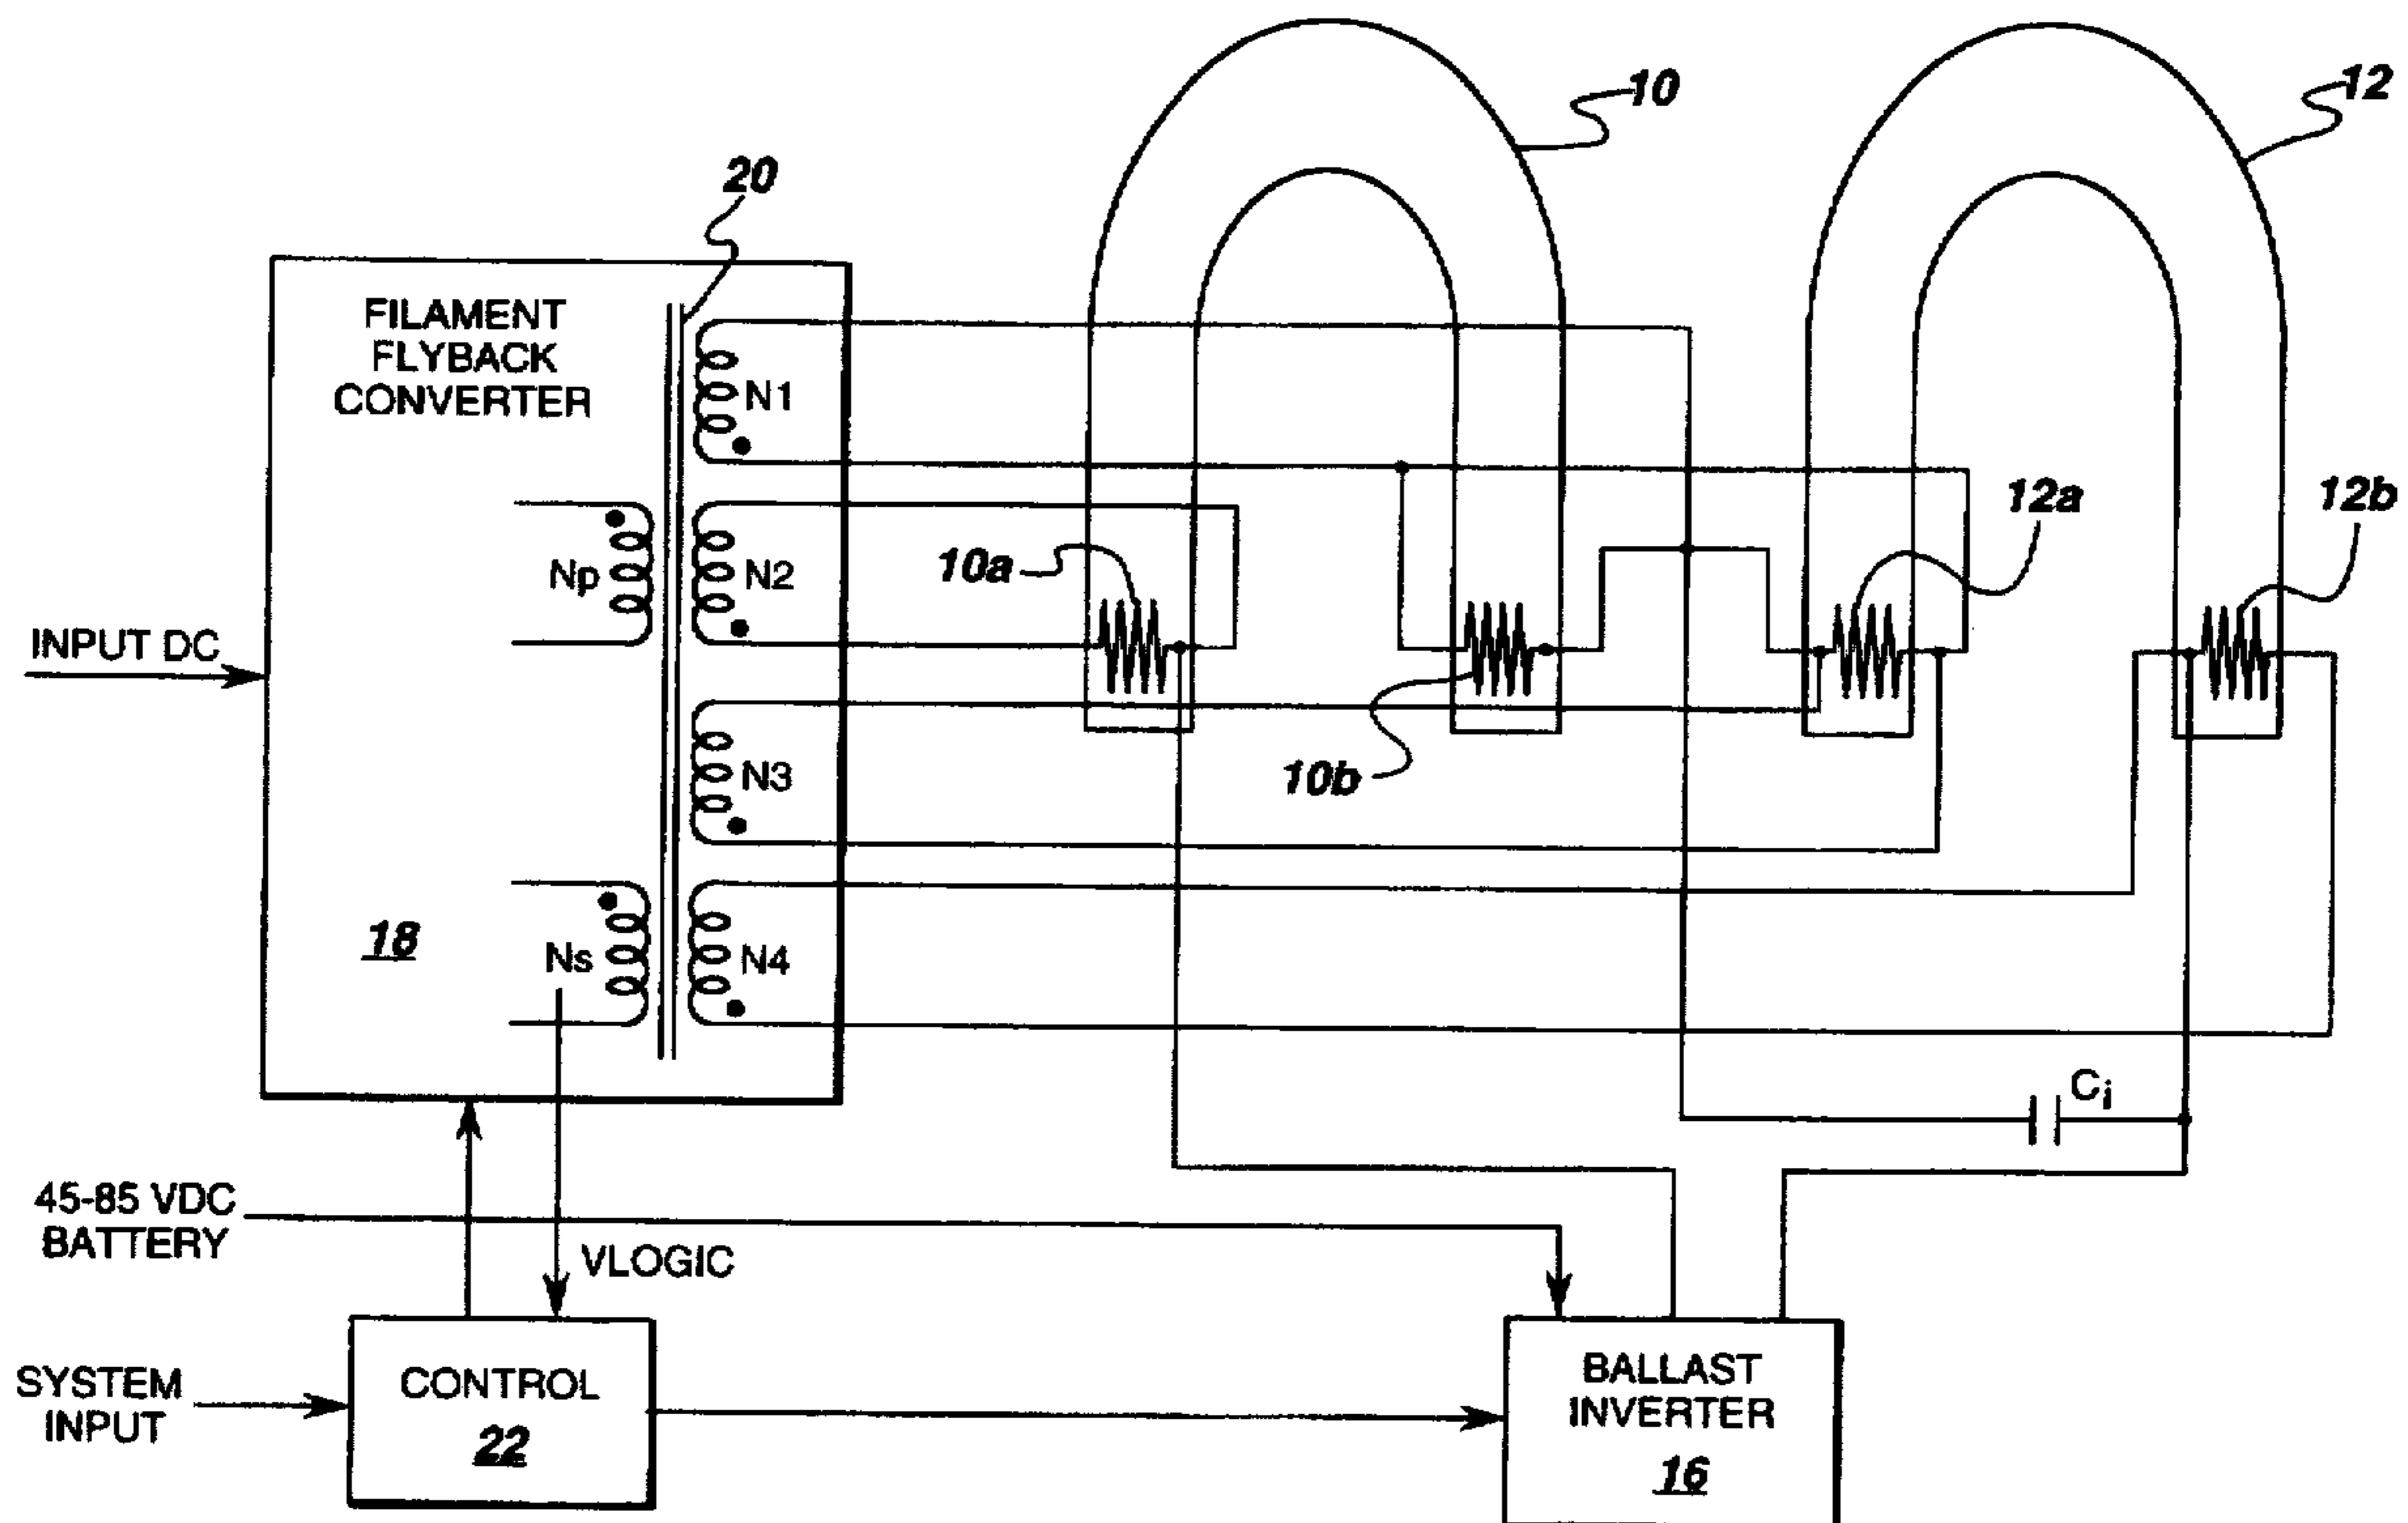 10
12
20
FILAMENT
FLYBACK
CONVERTER
N1
12a
12b
10a
Np
N2
INPUT DC
10b
N3
18
Ns
N4
Ci
45-85 VDC
BATTERY
VLOGIC
SYSTEM
INPUT
CONTROL
22
BALLAST
INVERTER
16